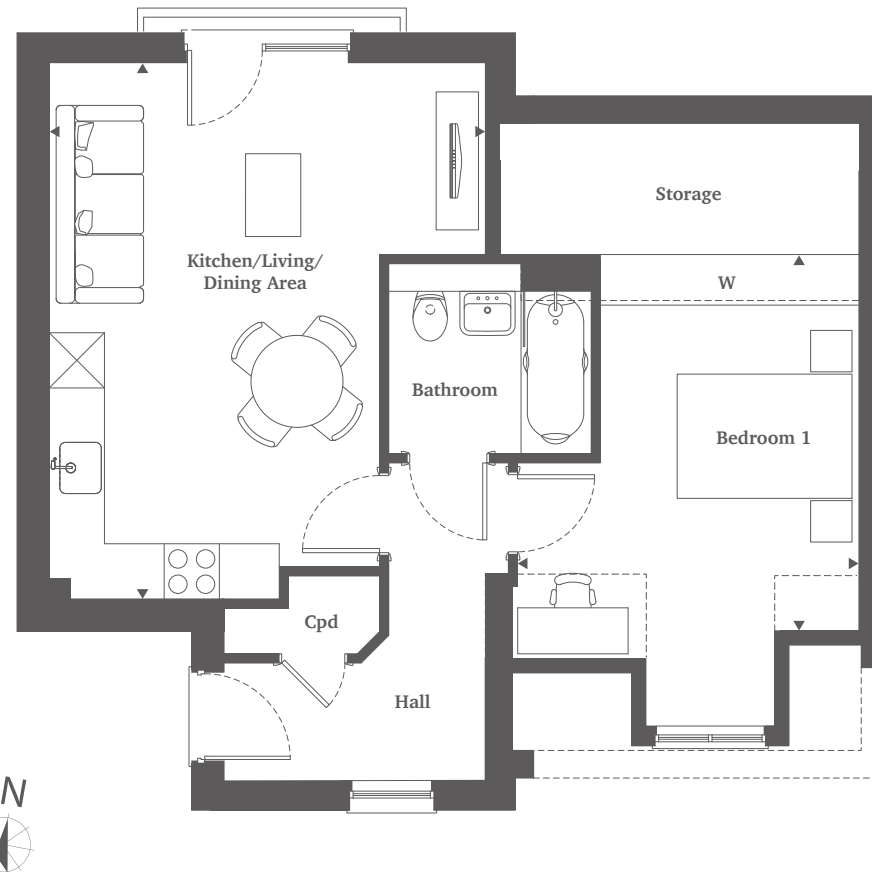 Storage
Kitchen/Living/
Dining Area
W
Bathroom
Bedroom 1
Cpd
Hall
N